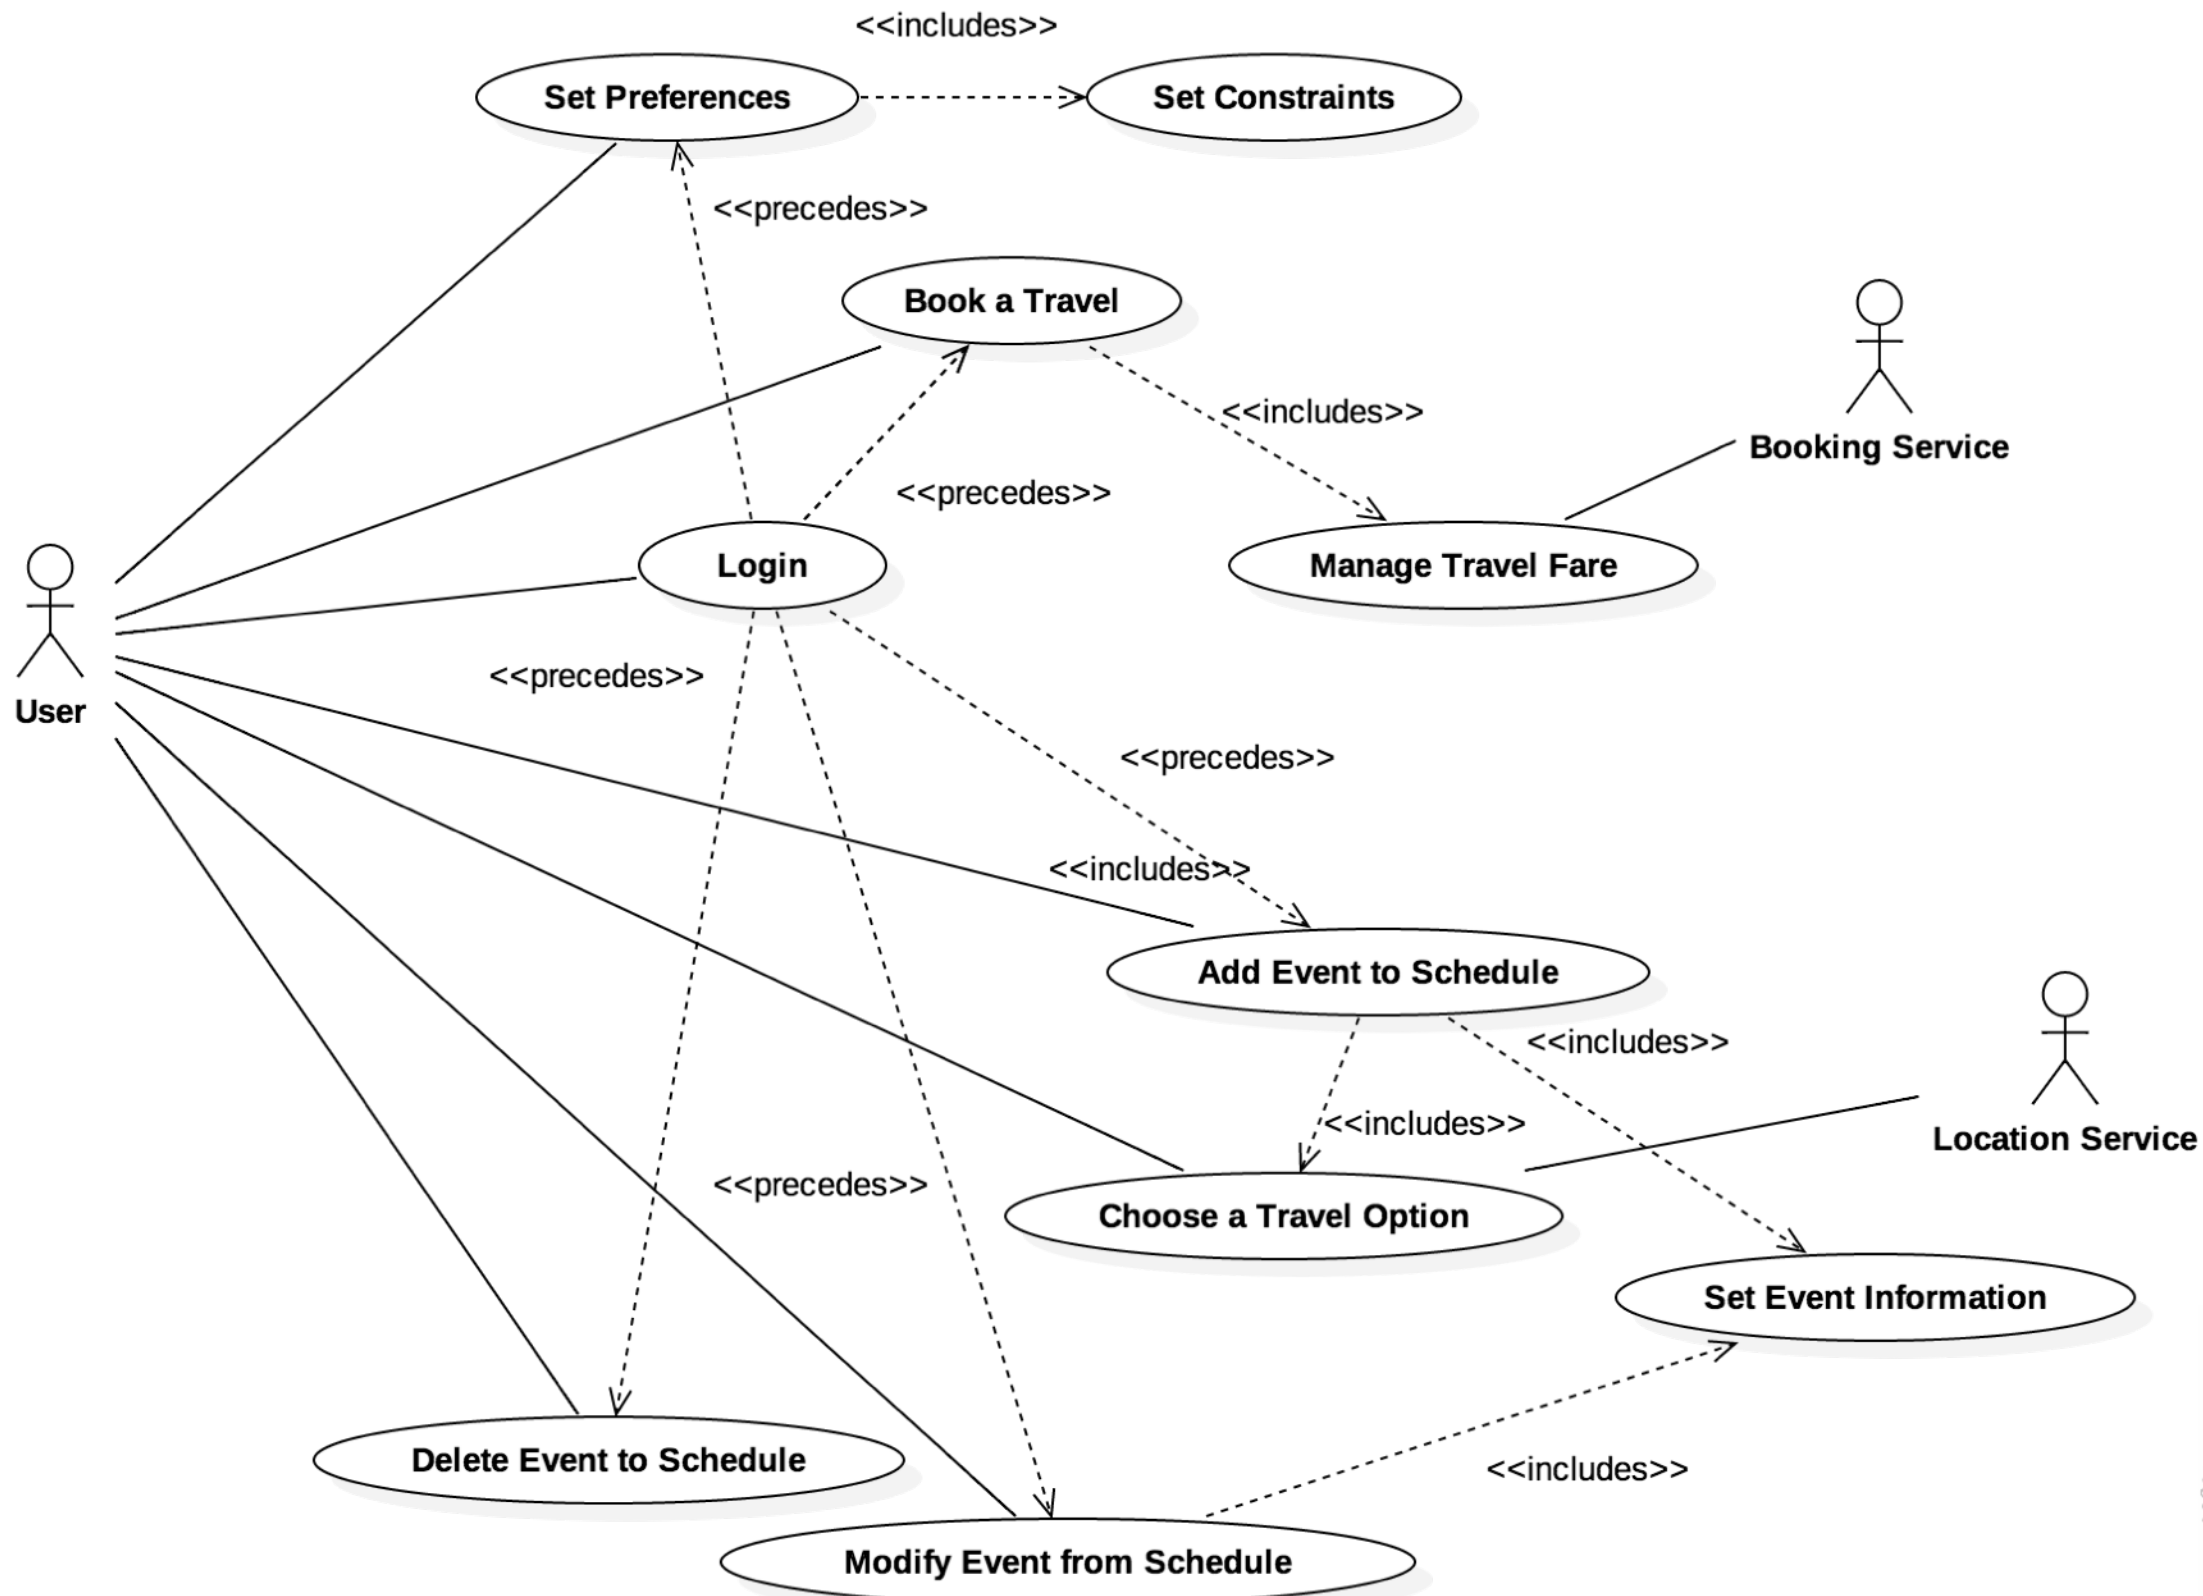 <<includes>>
Set Preferences
Set Constraints
<<precedes>>
Book a Travel
<<includes>>
Booking Service
<<precedes>>
Login
Manage Travel Fare
<<precedes>>
User
<<precedes>>
<<includes>>
Add Event to Schedule
<<includes>>
<<includes>>
Location Service
<<precedes>>
Choose a Travel Option
Set Event Information
Delete Event to Schedule
<<includes>>
Modify Event from Schedule